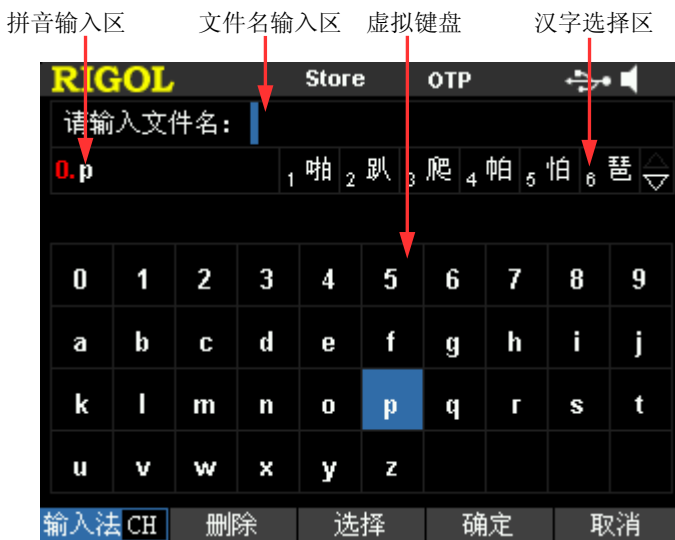 拼音输入区 文件名输入区 虚拟键盘 汉字选择区
RIGOL Store OTP
请输入文件名:
0.p 1 啪 2 趴 3 爬 4 帕 5 怕 6 琶
0 1 2 3 4 5 6 7 8 9
a b c d e f g h i j
k l m n o p q r s t
u v w x y z
输入法 CH 删除 选择 确定 取消